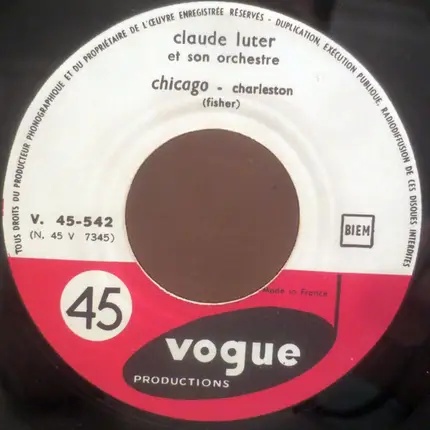 TOUS DROITS DU PRODUCTEUR PHONOGRAPHIQUE ET DU PROPRIÉTAIRE DE L'ŒUVRE ENREGISTRÉE RÉSERVÉS - DUPLICATION, EXÉCUTION PUBLIQUE, RADIODIFFUSION DE CES DISQUES INTERDITES
claude luter
et son orchestre
chicago - charleston
(fisher)
V. 45-542
(N. 45 V 7345)
BIEM
Made in France
45
vogue
PRODUCTIONS